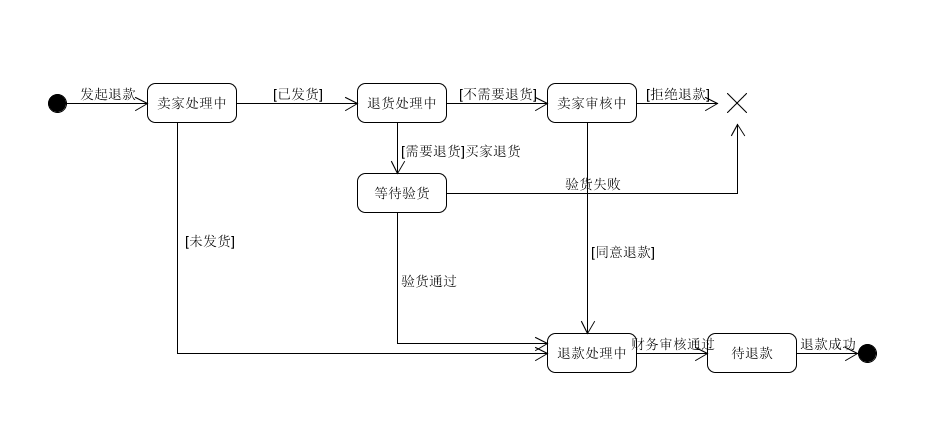 发起退款
卖家处理中
[已发货]
退货处理中
[不需要退货]
卖家审核中
[拒绝退款]
[需要退货]买家退货
等待验货
验货失败
[未发货]
[同意退款]
验货通过
退款处理中
财务审核通过
待退款
退款成功